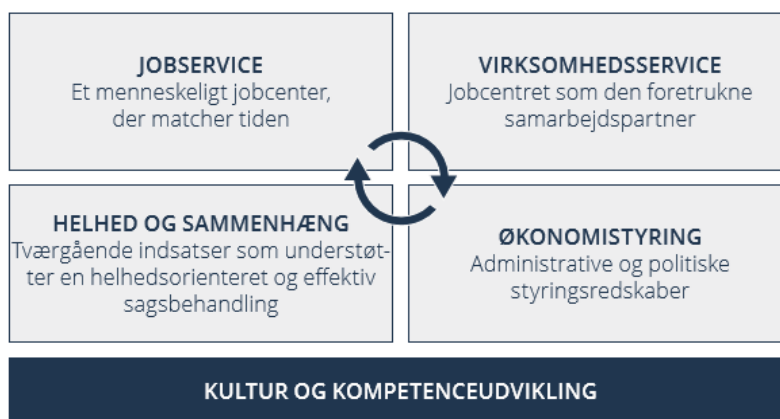 JOBSERVICE
Et menneskeligt jobcenter,
der matcher tiden
VIRKSOMHEDSSERVICE
Jobcentret som den foretrukne
samarbejdspartner
HELHED OG SAMMENHÆNG
Tværgående indsatser som understøt-
ter en helhedsorienteret og effektiv
sagsbehandling
ØKONOMISTYRING
Administrative og politiske
styringsredskaber
KULTUR OG KOMPETENCEUDVIKLING